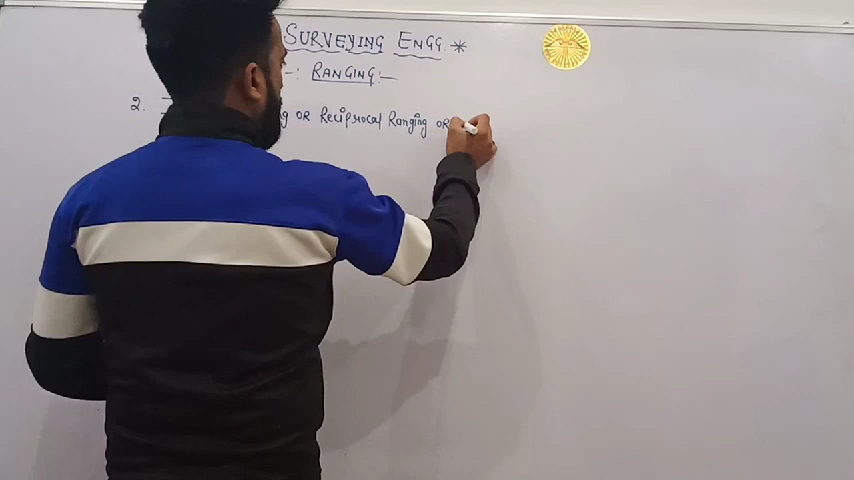 SURVEYING ENGG. *
-: RANGING:-
2. or Reciprocal Ranging or